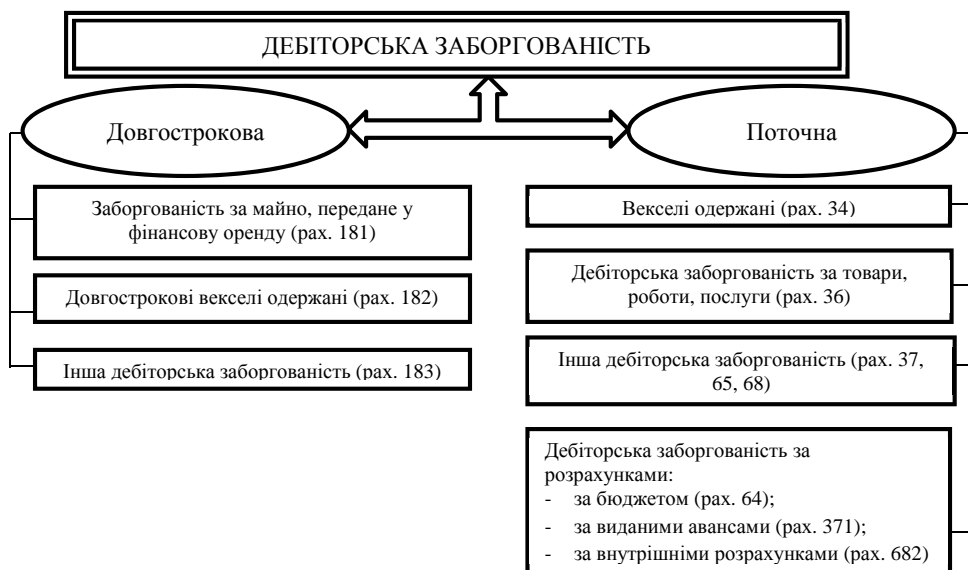 ДЕБІТОРСЬКА ЗАБОРГОВАНІСТЬ
Довгострокова
Заборгованість за майно, передане у
фінансову оренду (рах. 181)
Довгострокові векселі одержані (рах. 182)
Інша дебіторська заборгованість (рах. 183)
Поточна
Векселі одержані (рах. 34)
Дебіторська заборгованість за товари,
роботи, послуги (рах. 36)
Інша дебіторська заборгованість (рах. 37,
65, 68)
Дебіторська заборгованість за
розрахунками:
- за бюджетом (рах. 64);
- за виданими авансами (рах. 371);
- за внутрішніми розрахунками (рах. 682)